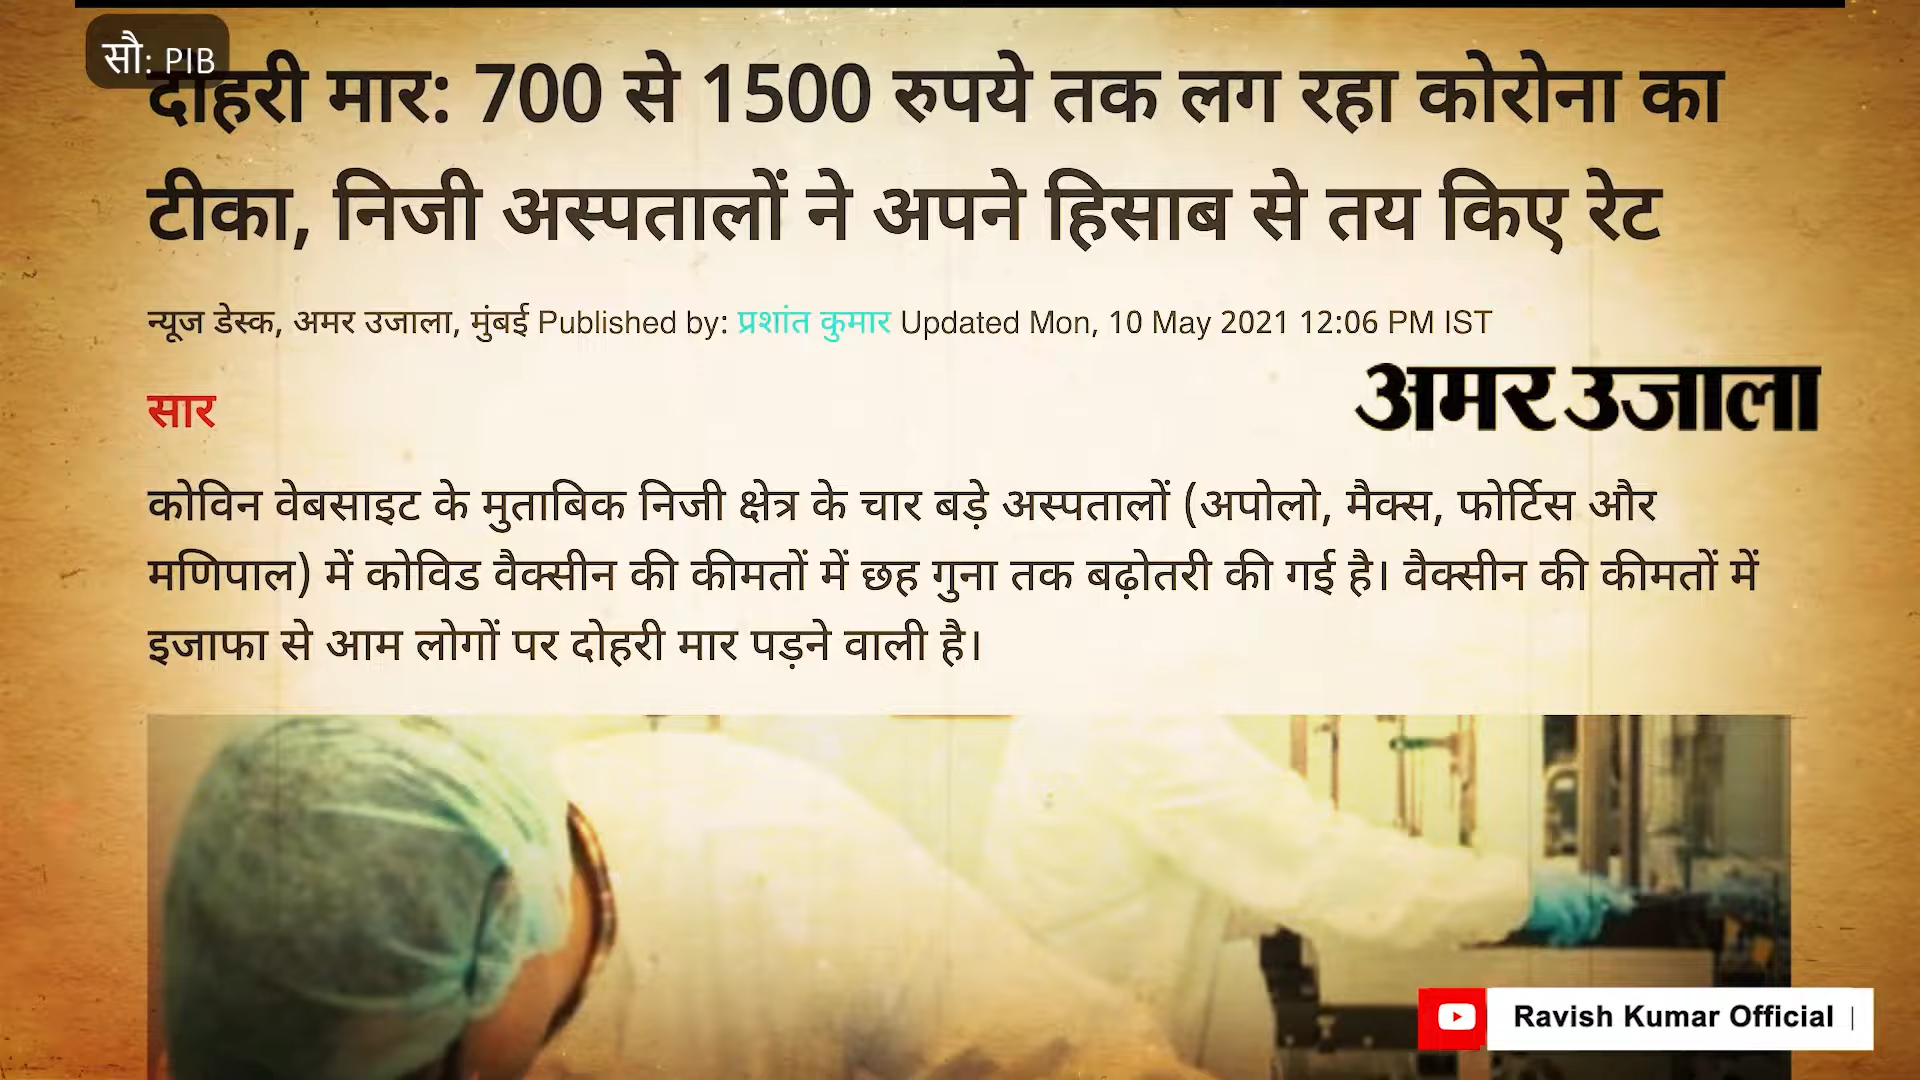 सौ: PIB
दोहरी मार: 700 से 1500 रुपये तक लग रहा कोरोना का
टीका, निजी अस्पतालों ने अपने हिसाब से तय किए रेट
न्यूज डेस्क, अमर उजाला, मुंबई Published by: प्रशांत कुमार Updated Mon, 10 May 2021 12:06 PM IST
अमर उजाला
सार
कोविन वेबसाइट के मुताबिक निजी क्षेत्र के चार बड़े अस्पतालों (अपोलो, मैक्स, फोर्टिस और
मणिपाल) में कोविड वैक्सीन की कीमतों में छह गुना तक बढ़ोतरी की गई है। वैक्सीन की कीमतों में
इजाफा से आम लोगों पर दोहरी मार पड़ने वाली है।
Ravish Kumar Official |